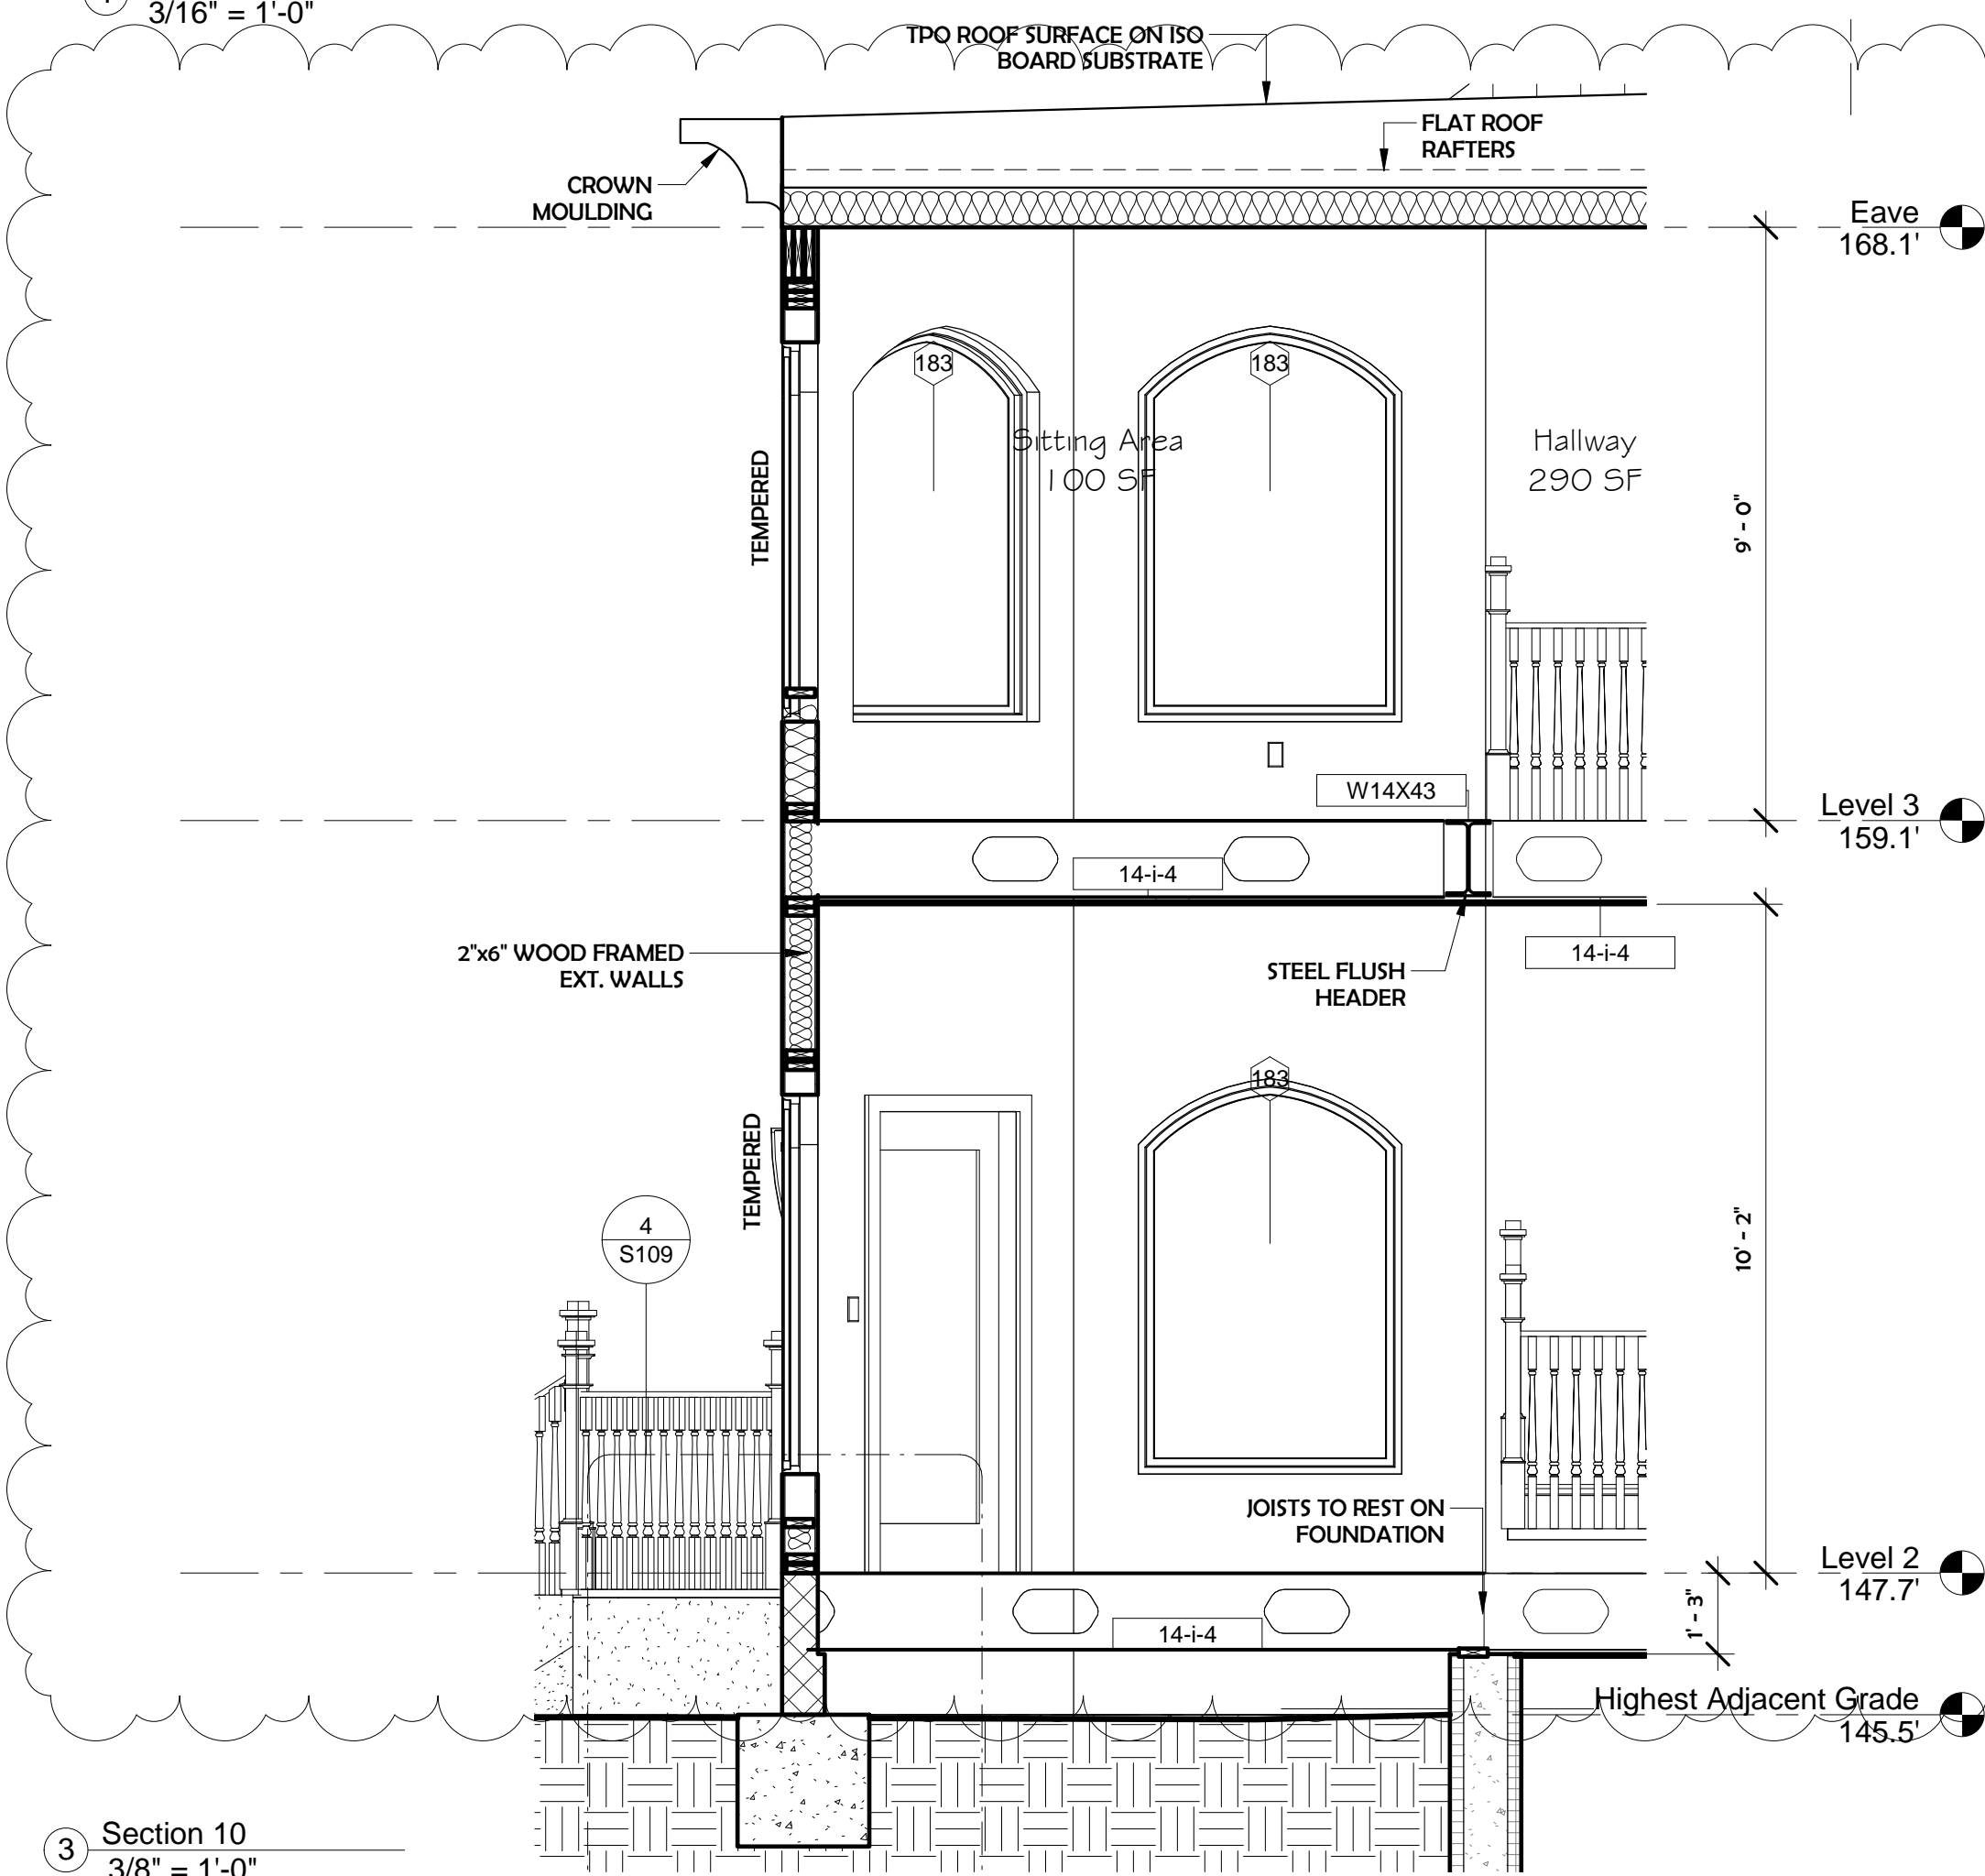 3/16" = 1'-0"
TPO ROOF SURFACE ON ISO
BOARD SUBSTRATE
FLAT ROOF
RAFTERS
CROWN
MOULDING
Eave
168.1'
183
183
Sitting Area
100 SF
Hallway
290 SF
TEMPERED
9' - 0"
W14X43
Level 3
159.1'
14-i-4
2"x6" WOOD FRAMED
EXT. WALLS
14-i-4
STEEL FLUSH
HEADER
183
TEMPERED
4
S109
10' - 2"
JOISTS TO REST ON
FOUNDATION
Level 2
147.7'
1' - 3"
14-i-4
Highest Adjacent Grade
145.5'
3
Section 10
3/8" = 1'-0"